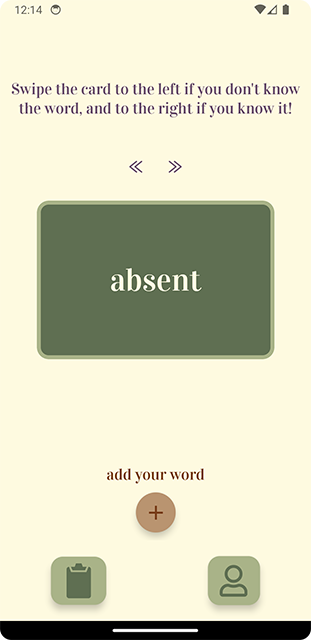 12:14
Swipe the card to the left if you don't know
the word, and to the right if you know it!
absent
add your word